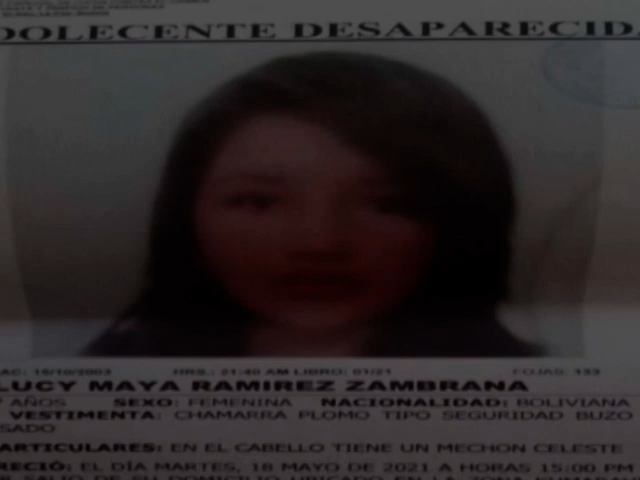 DOLECENTE DESAPARECIDA
AC: 15/10/2003 HRS.: 21:40 AM LIBRO: 01/21 FOJAS: 133
LUCY MAYA RAMIREZ ZAMBRANA
AÑOS SEXO: FEMENINA NACIONALIDAD: BOLIVIANA
VESTIMENTA: CHAMARRA PLOMO TIPO SEGURIDAD BUZO
SADO
ARTICULARES: EN EL CABELLO TIENE UN MECHON CELESTE
RECIÓ: EL DÍA MARTES, 18 MAYO DE 2021 A HORAS 15:00 PM
SALIO DE SU DOMICILIO UBICADO EN LA ZONA